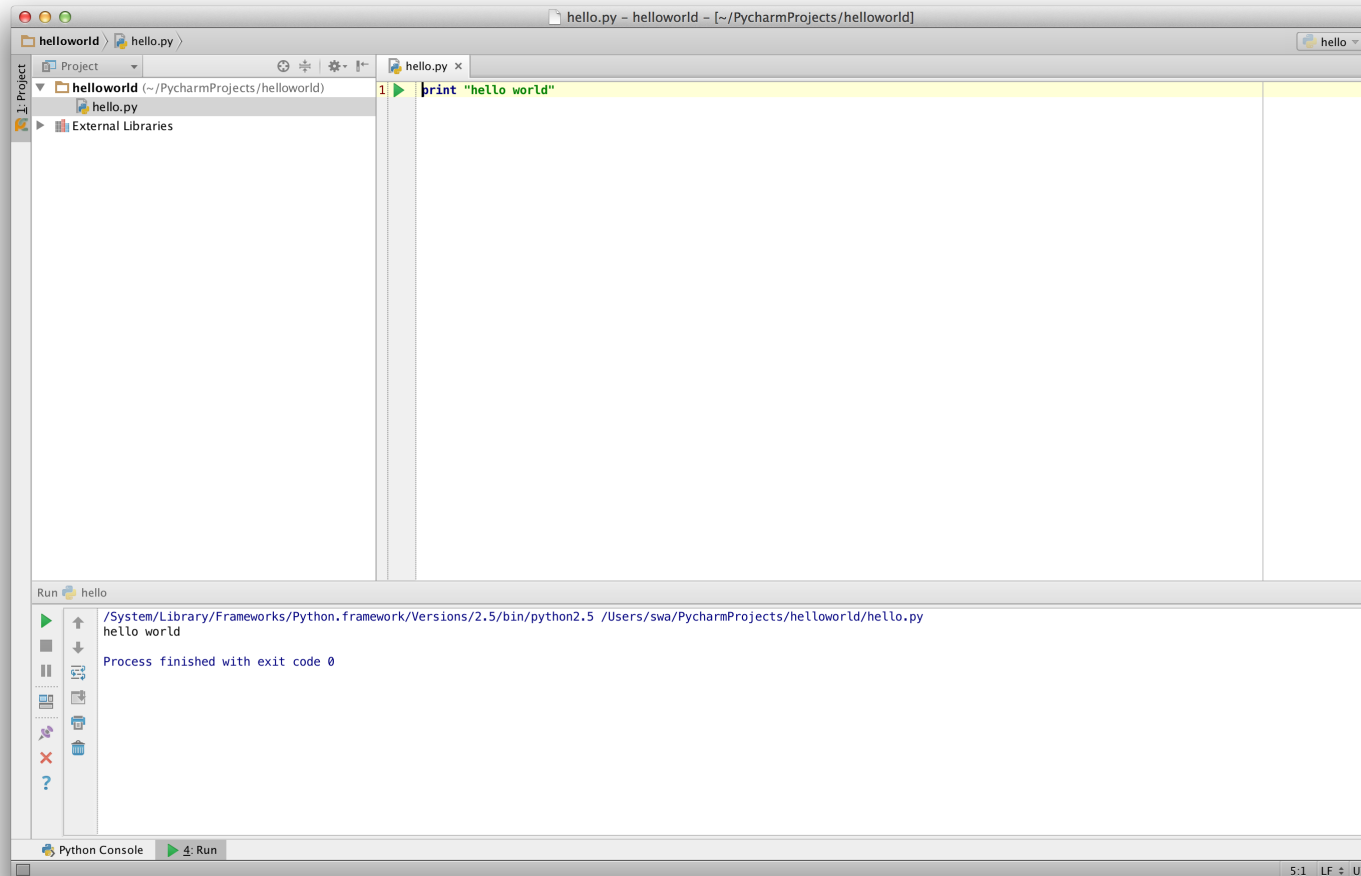 hello.py – helloworld – [~/PycharmProjects/helloworld]
helloworld hello.py hello
1: Project
Project
hello.py ×
helloworld (~/PycharmProjects/helloworld)
hello.py
External Libraries
1 print "hello world"
Run hello
/System/Library/Frameworks/Python.framework/Versions/2.5/bin/python2.5 /Users/swa/PycharmProjects/helloworld/hello.py
hello world
Process finished with exit code 0
?
Python Console 4: Run
5:1 LF